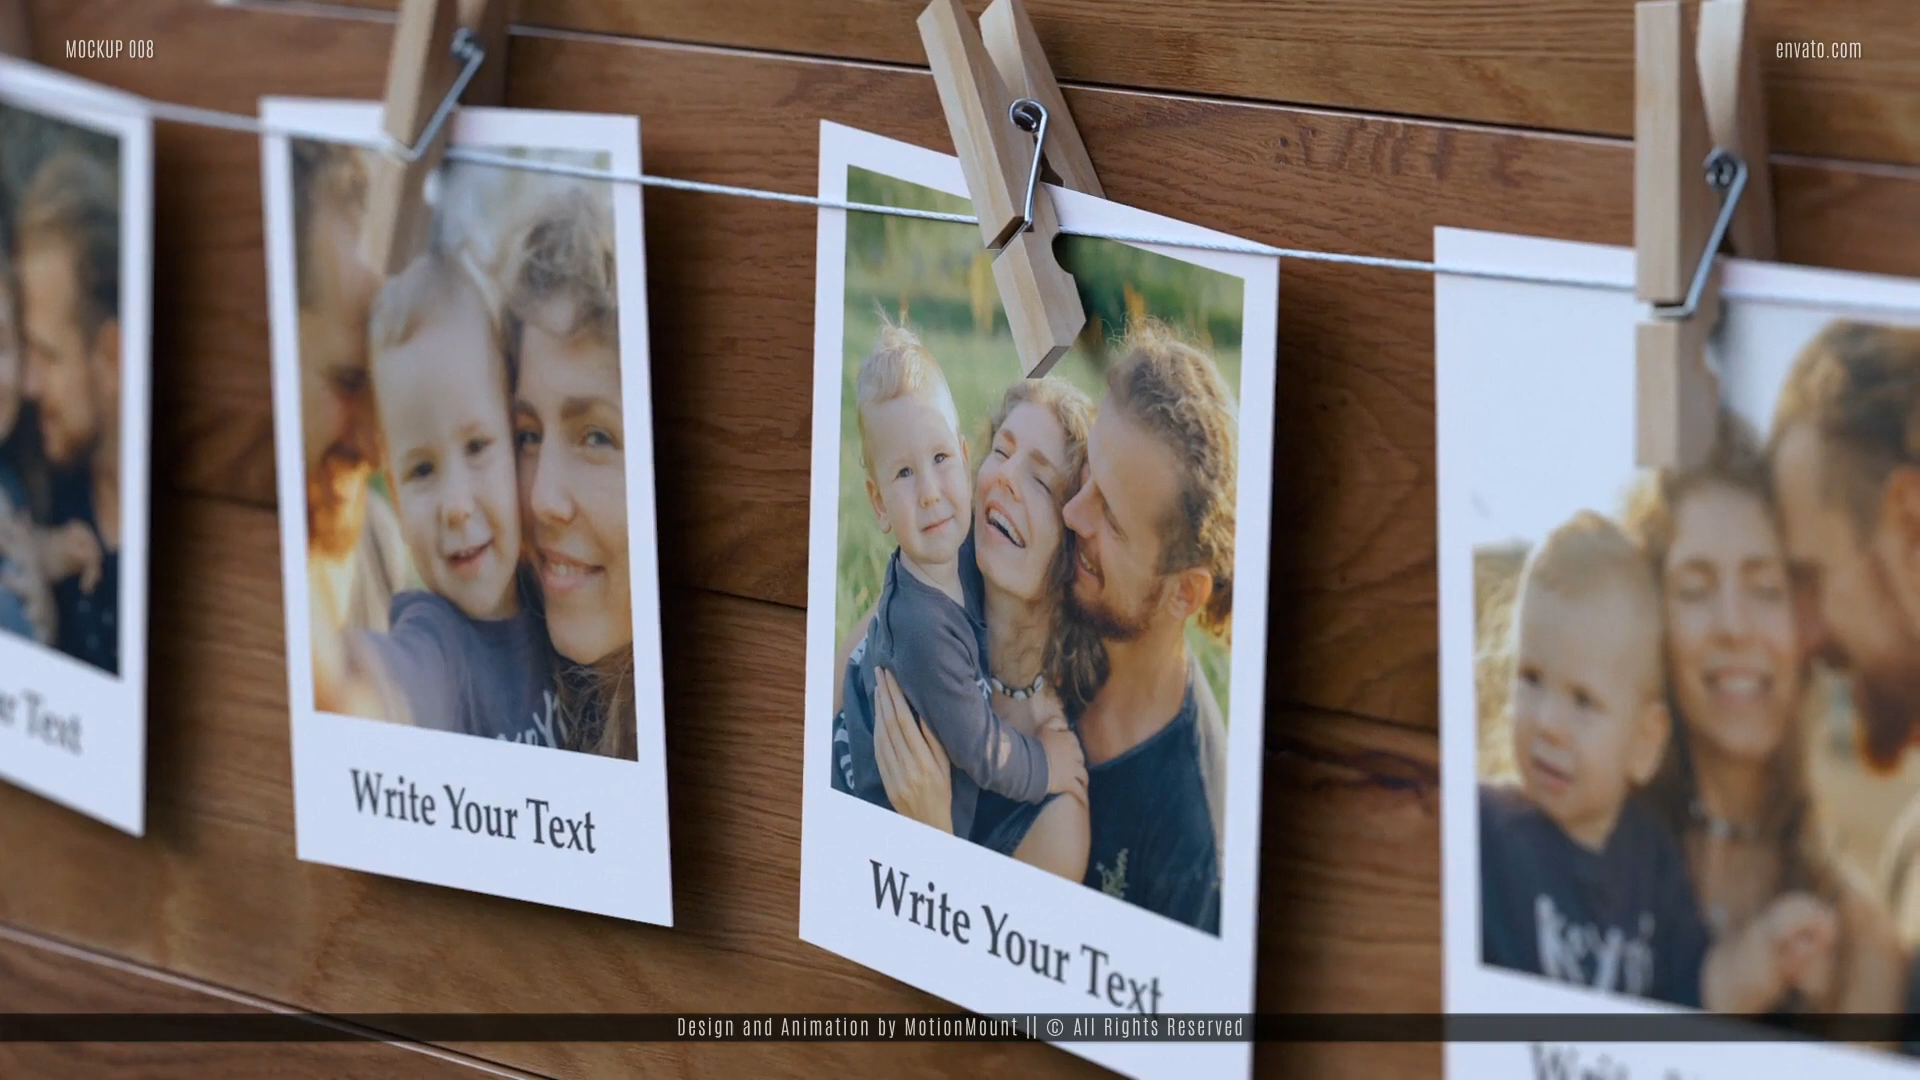 MOCKUP 008
envato.com
Text
Write Your Text
Write Your Text
Design and Animation by MotionMount || © All Rights Reserved